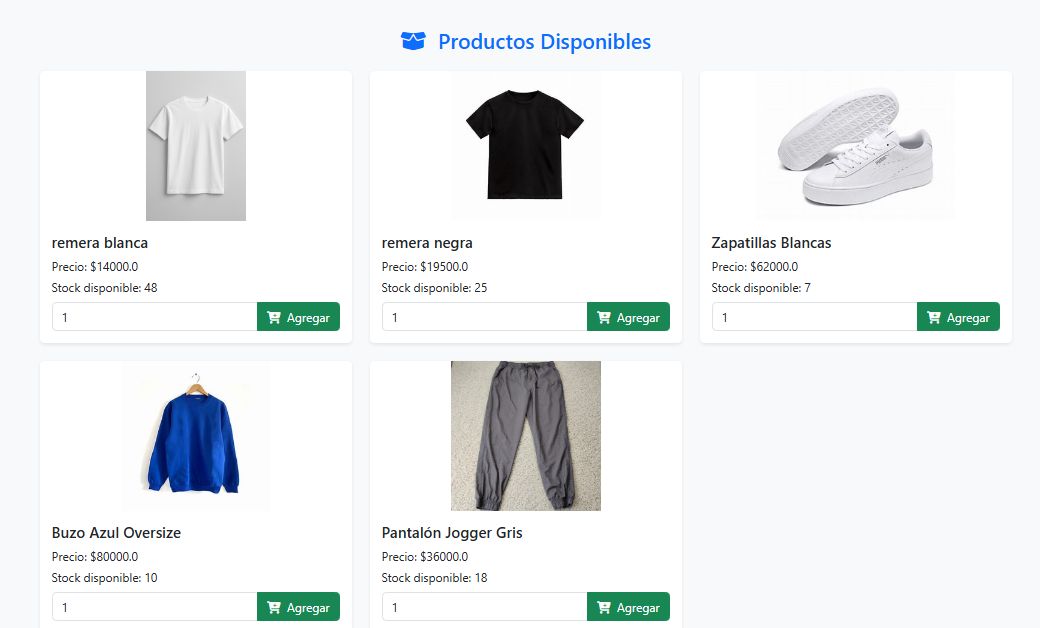 Productos Disponibles
remera blanca
Precio: $14000.0
Stock disponible: 48
1
Agregar
remera negra
Precio: $19500.0
Stock disponible: 25
1
Agregar
Zapatillas Blancas
Precio: $62000.0
Stock disponible: 7
1
Agregar
Buzo Azul Oversize
Precio: $80000.0
Stock disponible: 10
1
Agregar
Pantalón Jogger Gris
Precio: $36000.0
Stock disponible: 18
1
Agregar